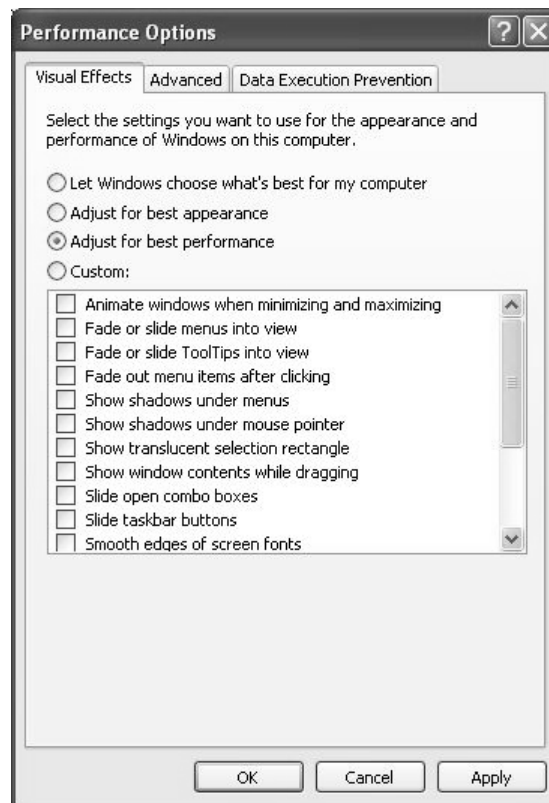 Performance Options
Visual Effects
Advanced
Data Execution Prevention
Select the settings you want to use for the appearance and
performance of Windows on this computer.
Let Windows choose what's best for my computer
Adjust for best appearance
Adjust for best performance
Custom:
Animate windows when minimizing and maximizing
Fade or slide menus into view
Fade or slide ToolTips into view
Fade out menu items after clicking
Show shadows under menus
Show shadows under mouse pointer
Show translucent selection rectangle
Show window contents while dragging
Slide open combo boxes
Slide taskbar buttons
Smooth edges of screen fonts
OK
Cancel
Apply